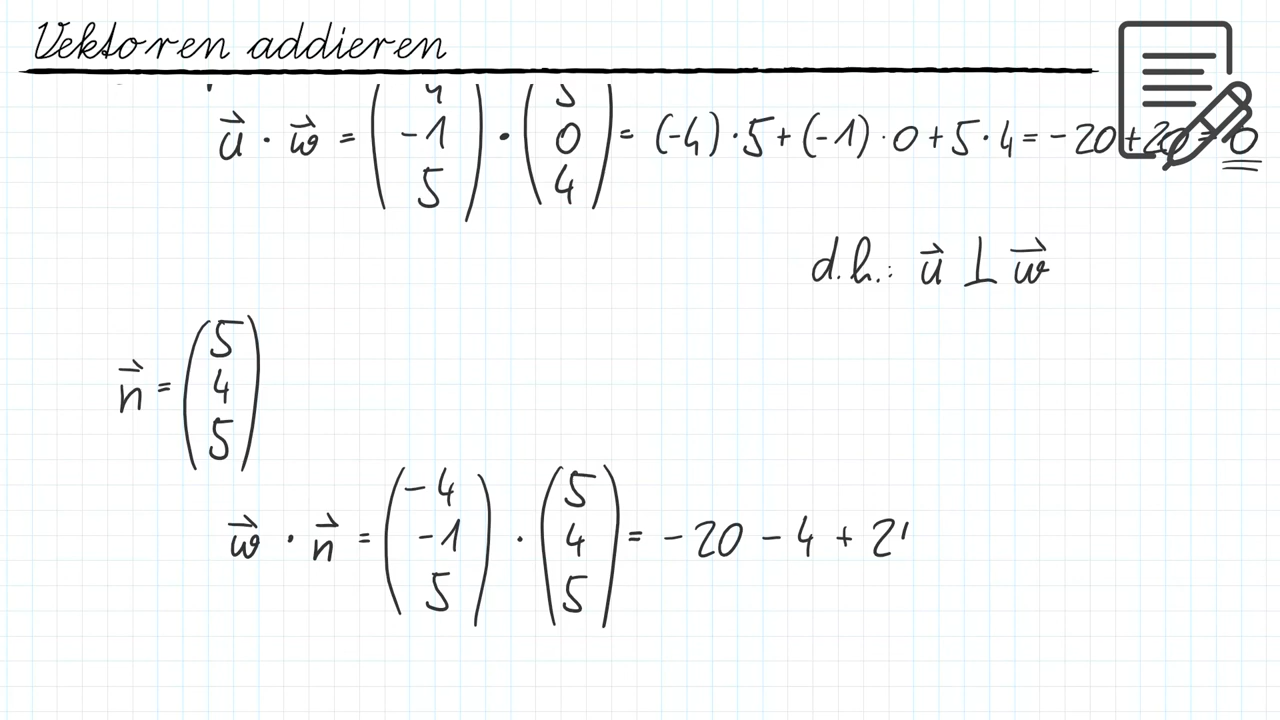 Vektoren addieren
u⃗ · w⃗ = (4 -1 5) · (5 0 4) = (-4)·5+(-1)·0+5·4=-20+20=0
d.h.: u⃗ ⊥ w⃗
n⃗ = (5 4 5)
w⃗ · n⃗ = (-4 -1 5) · (5 4 5) = -20 - 4 + 2